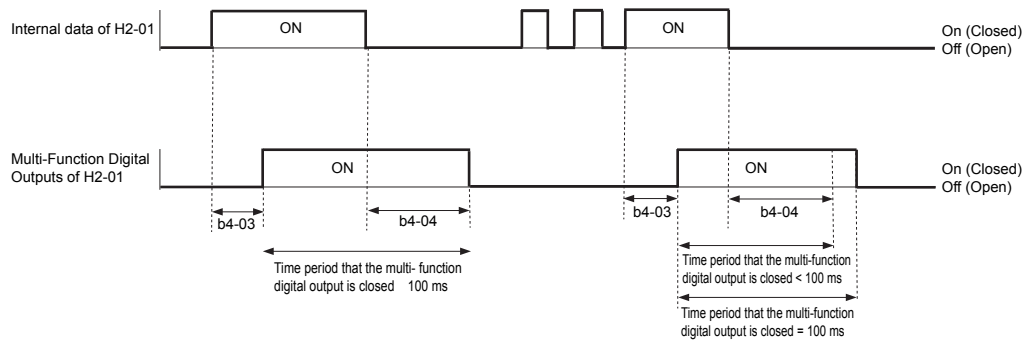 Internal data of H2-01
ON
ON
On (Closed)
Off (Open)
Multi-Function Digital
Outputs of H2-01
ON
ON
On (Closed)
Off (Open)
b4-03
b4-04
b4-03
b4-04
Time period that the multi- function
digital output is closed 100 ms
Time period that the multi-function
digital output is closed < 100 ms
Time period that the multi-function
digital output is closed = 100 ms